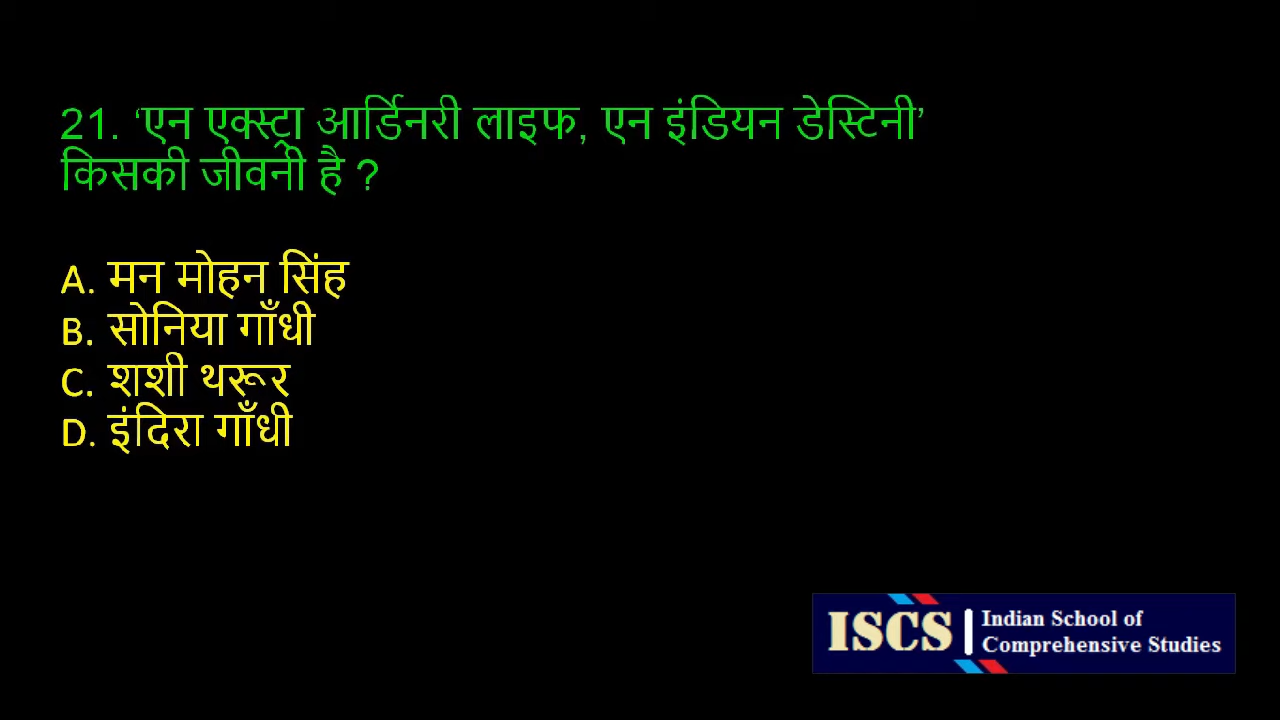 21. ‘एन एक्स्ट्रा आर्डिनरी लाइफ, एन इंडियन डेस्टिनी’
किसकी जीवनी है ?
A. मन मोहन सिंह
B. सोनिया गाँधी
C. शशी थरूर
D. इंदिरा गाँधी
ISCS
Indian School of
Comprehensive Studies